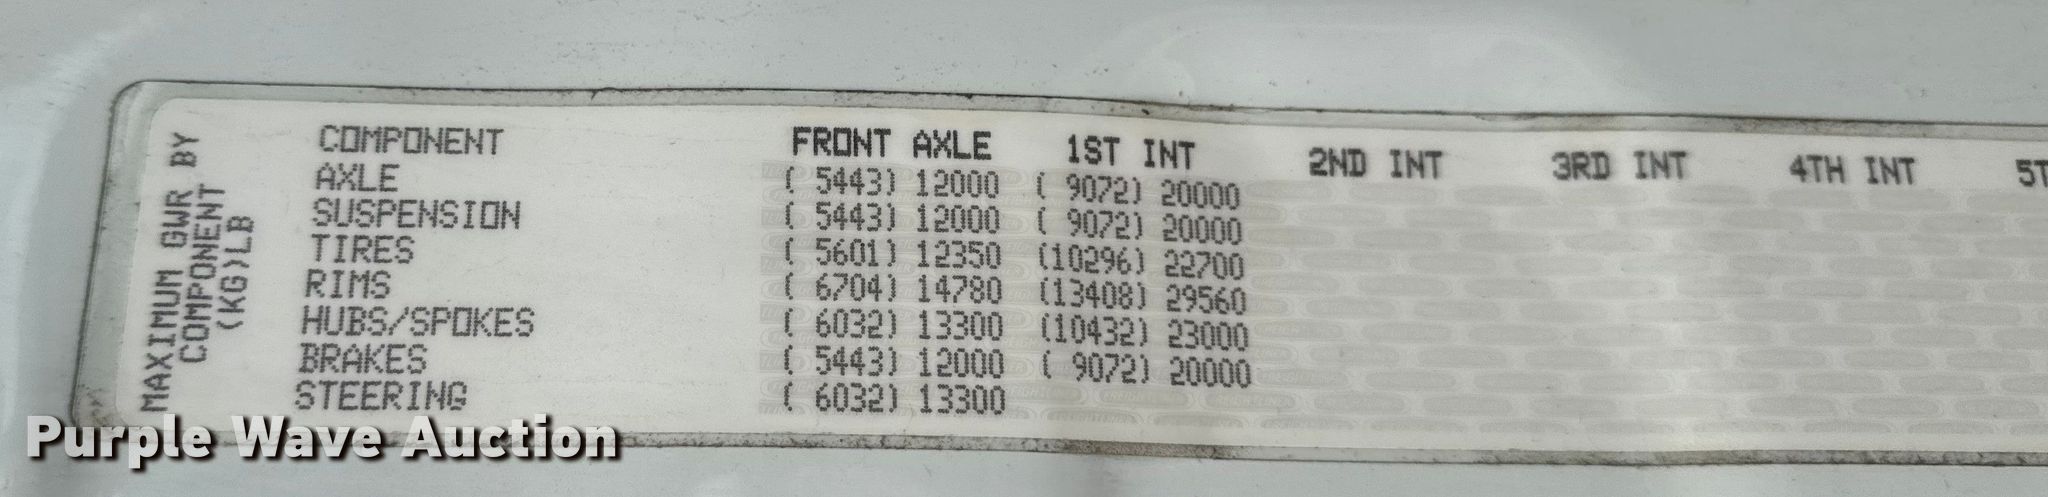 MAXIMUM GWR BY
COMPONENT
(KG)LB
COMPONENT FRONT AXLE 1ST INT 2ND INT 3RD INT 4TH INT 5T
AXLE ( 5443) 12000 ( 9072) 20000
SUSPENSION ( 5443) 12000 ( 9072) 20000
TIRES ( 5601) 12350 (10296) 22700
RIMS ( 6704) 14780 (13408) 29560
HUBS/SPOKES ( 6032) 13300 (10432) 23000
BRAKES ( 5443) 12000 ( 9072) 20000
STEERING ( 6032) 13300
Purple Wave Auction